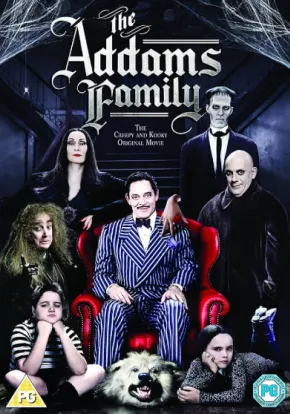 the
Addams
Family
THE
CREEPY AND KOOKY
ORIGINAL MOVIE
PG
PG